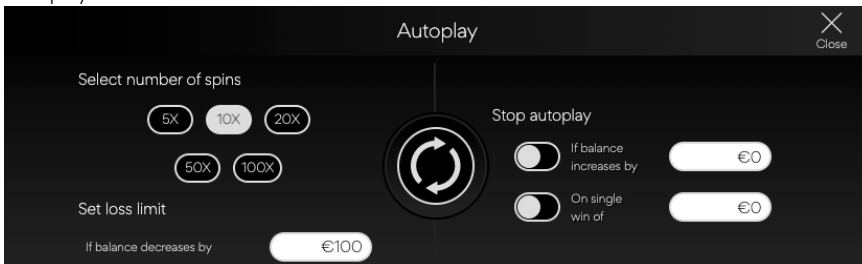 Autoplay
Close
Select number of spins
5X 10X 20X
50X 100X
Set loss limit
If balance decreases by €100
Stop autoplay
If balance
increases by €0
On single
win of €0